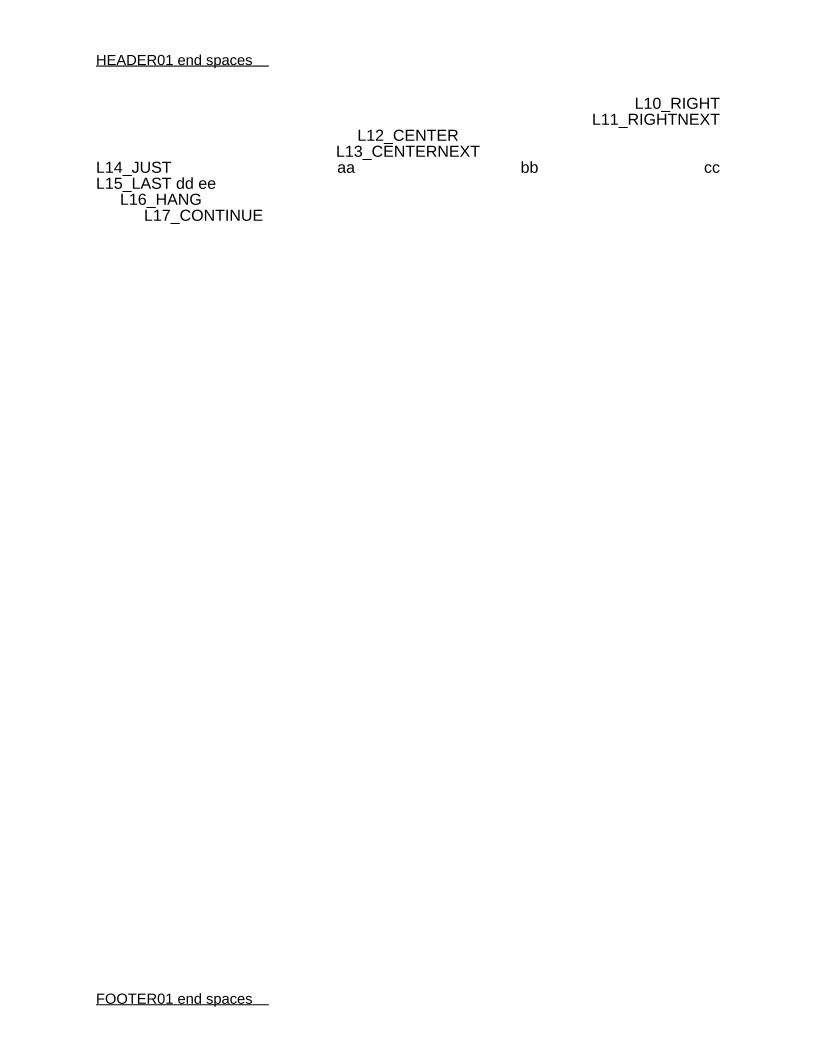 HEADER01 end spaces
L10_RIGHT
L11_RIGHTNEXT
L12_CENTER
L13_CENTERNEXT
L14_JUST aa bb cc
L15_LAST dd ee
L16_HANG
L17_CONTINUE
FOOTER01 end spaces